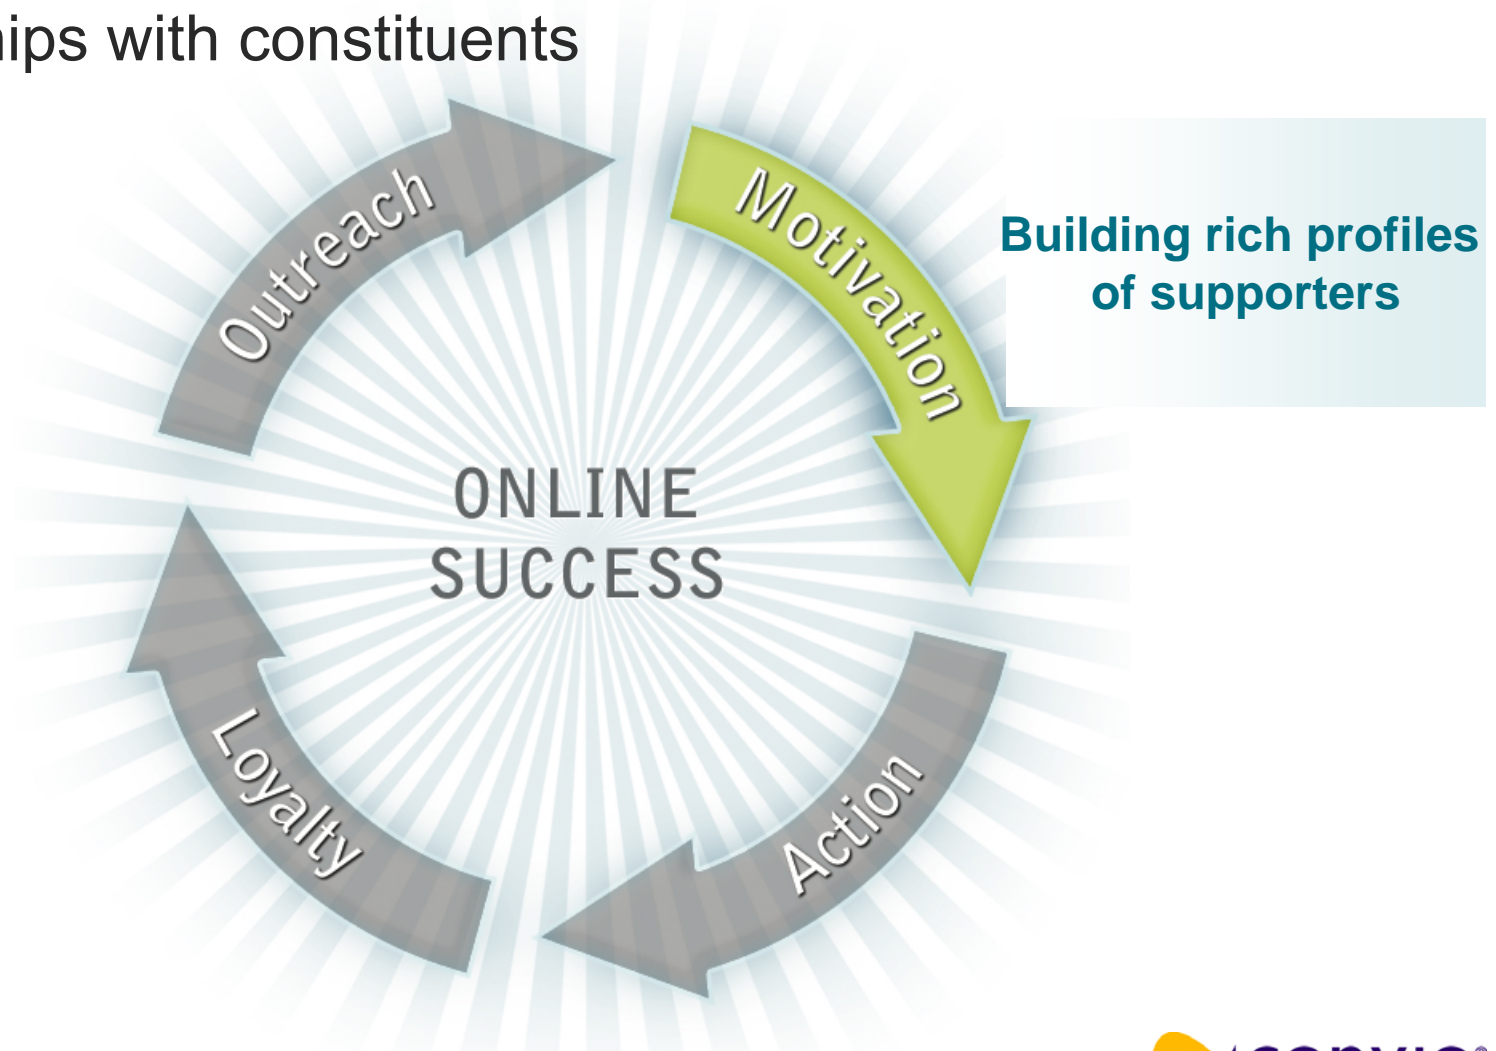 ips with constituents
Outreach
Motivation
Building rich profiles
of supporters
ONLINE
SUCCESS
Loyalty
Action